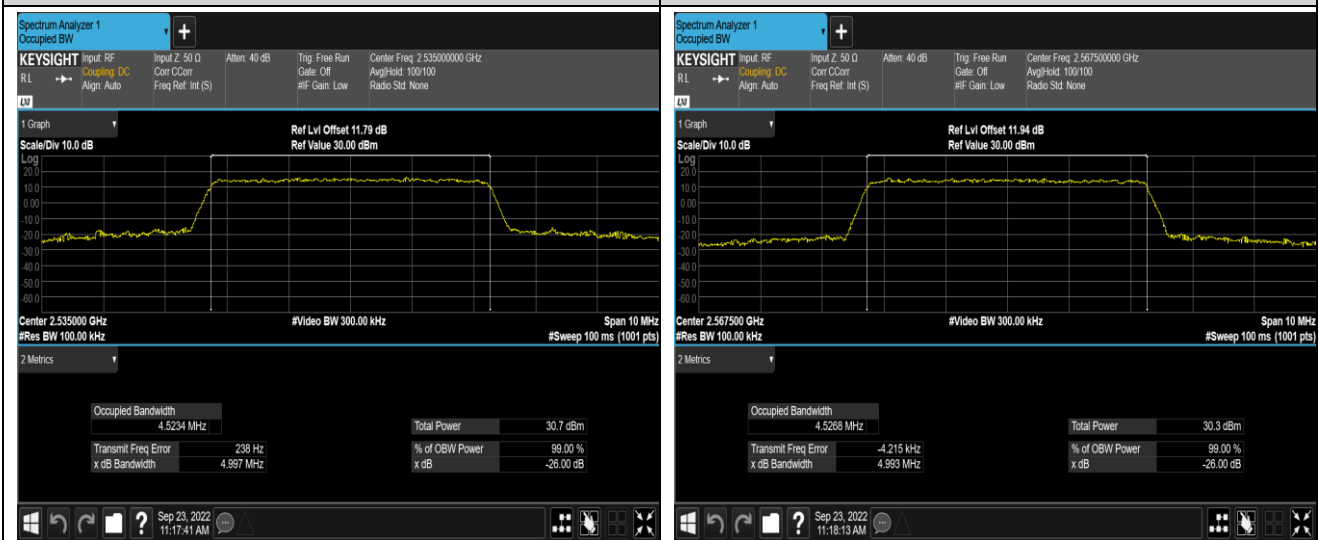 Spectrum Analyzer 1
Occupied BW
+
KEYSIGHT Input: RF Input Z: 50 Ω Atten: 40 dB Trig: Free Run Center Freq: 2.535000000 GHz
R L Coupling: DC Corr CCorr Gate: Off Avg|Hold: 100/100
Align: Auto Freq Ref: Int (S) #IF Gain: Low Radio Std: None
LXI
1 Graph
Ref Lvl Offset 11.79 dB
Scale/Div 10.0 dB Ref Value 30.00 dBm
Log
20.0
10.0
0.00
-10.0
-20.0
-30.0
-40.0
-50.0
-60.0
Center 2.535000 GHz #Video BW 300.00 kHz Span 10 MHz
#Res BW 100.00 kHz #Sweep 100 ms (1001 pts)
2 Metrics
Occupied Bandwidth
4.5234 MHz Total Power 30.7 dBm
Transmit Freq Error 238 Hz % of OBW Power 99.00 %
x dB Bandwidth 4.997 MHz x dB -26.00 dB
? Sep 23, 2022
11:17:41 AM
Spectrum Analyzer 1
Occupied BW
+
KEYSIGHT Input: RF Input Z: 50 Ω Atten: 40 dB Trig: Free Run Center Freq: 2.567500000 GHz
R L Coupling: DC Corr CCorr Gate: Off Avg|Hold: 100/100
Align: Auto Freq Ref: Int (S) #IF Gain: Low Radio Std: None
LXI
1 Graph
Ref Lvl Offset 11.94 dB
Scale/Div 10.0 dB Ref Value 30.00 dBm
Log
20.0
10.0
0.00
-10.0
-20.0
-30.0
-40.0
-50.0
-60.0
Center 2.567500 GHz #Video BW 300.00 kHz Span 10 MHz
#Res BW 100.00 kHz #Sweep 100 ms (1001 pts)
2 Metrics
Occupied Bandwidth
4.5268 MHz Total Power 30.3 dBm
Transmit Freq Error -4.215 kHz % of OBW Power 99.00 %
x dB Bandwidth 4.993 MHz x dB -26.00 dB
? Sep 23, 2022
11:18:13 AM